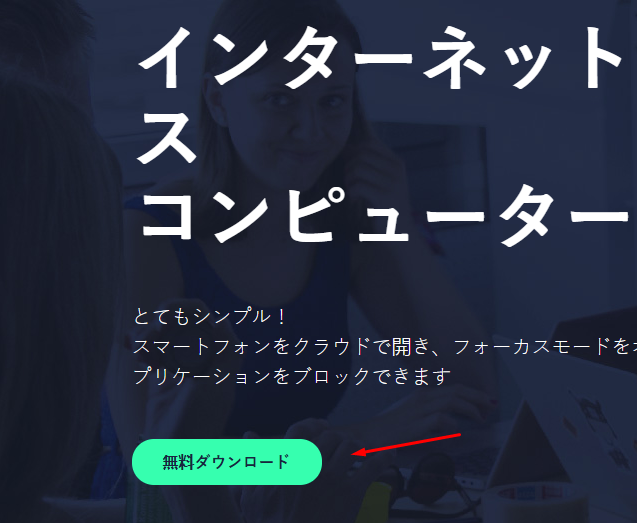 インターネット
ス
コンピューター
とてもシンプル！
スマートフォンをクラウドで開き、フォーカスモードを
プリケーションをブロックできます
無料ダウンロード